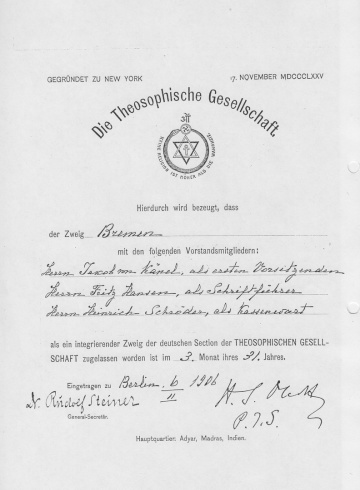 GEGRÜNDET ZU NEW YORK 17. NOVEMBER MDCCCLXXV
Die Theosophische Gesellschaft.
ओं
KEINE RELIGION IST HÖHER ALS DIE WAHRHEIT.
Hierdurch wird bezeugt, dass
der Zweig Bremen
mit den folgenden Vorstandsmitgliedern:
Herrn Jakob von Känel, als ersten Vorsitzenden
Herrn Fritz Hansen, als Schriftführer
Herrn Heinrich Schröder, als Kassenwart
als ein integrierender Zweig der deutschen Section der THEOSOPHISCHEN GESELL-
SCHAFT zugelassen worden ist im 3. Monat ihres 31. Jahres.
Eingetragen zu Berlin 6/II 1906
Dr. Rudolf Steiner
General-Secretär.
H. S. Olcott
P. T. S.
Hauptquartier: Adyar, Madras, Indien.